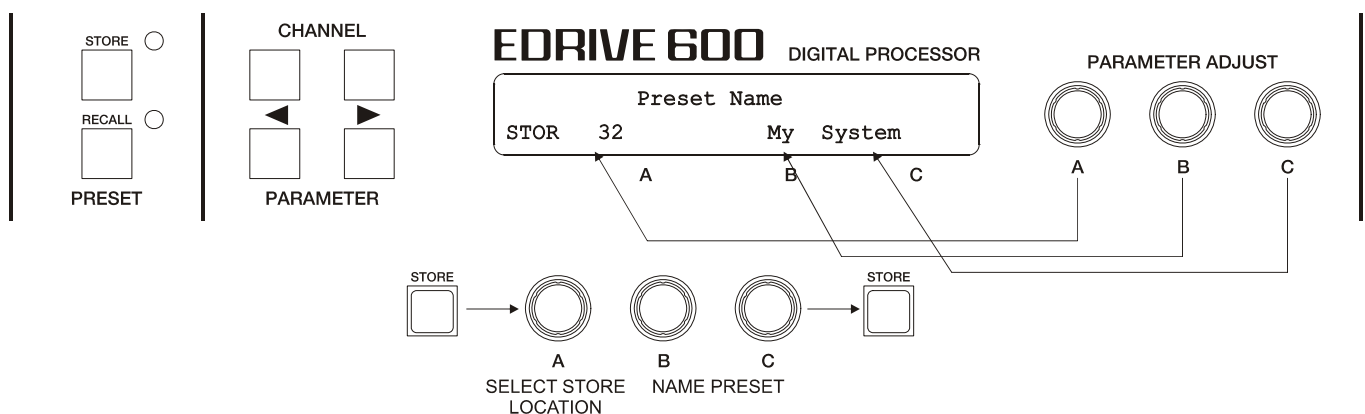 STORE
RECALL
PRESET
CHANNEL
PARAMETER
EDRIVE 600 DIGITAL PROCESSOR
Preset Name
STOR 32 My System
A B C
PARAMETER ADJUST
A B C
STORE
A B C
SELECT STORE LOCATION
NAME PRESET
STORE